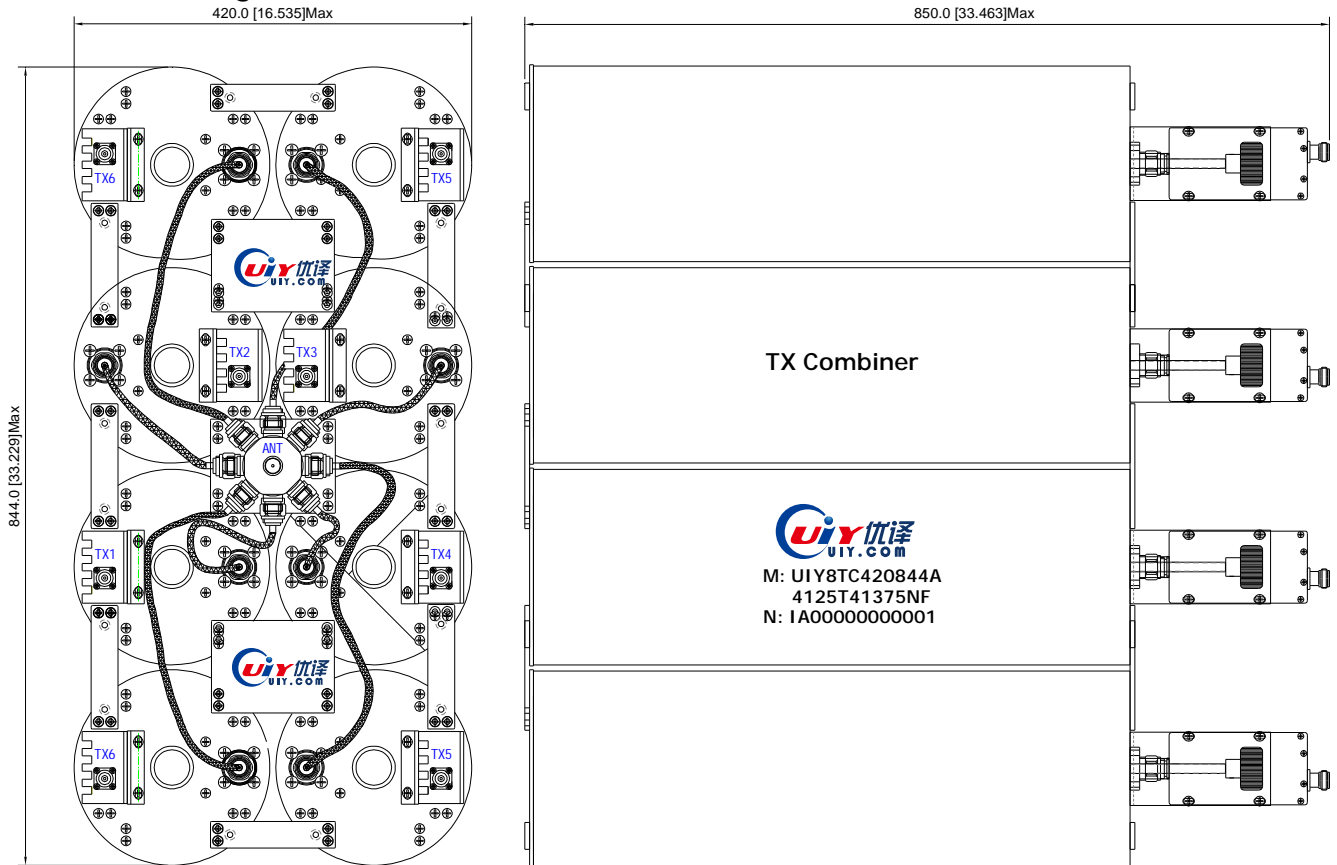 420.0 [16.535]Max
850.0 [33.463]Max
844.0 [33.229]Max
TX6
TX5
UiY优译
UIY.COM
TX2
TX3
ANT
TX1
TX4
UiY优译
UIY.COM
TX6
TX5
TX Combiner
UiY优译
UIY.COM
M: UIY8TC420844A
4125T41375NF
N: IA00000000001